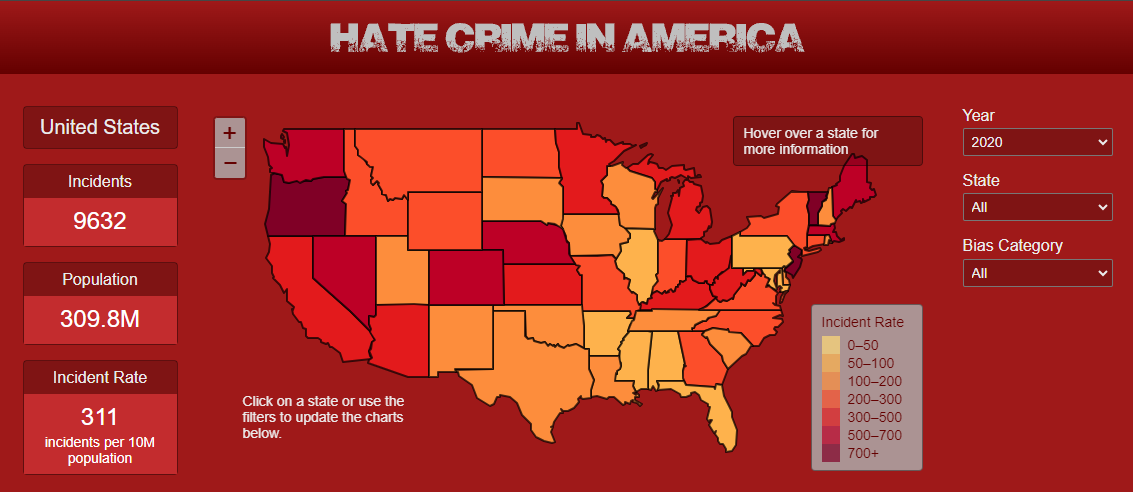 HATE CRIME IN AMERICA
United States
Incidents
9632
Population
309.8M
Incident Rate
311
incidents per 10M
population
+
−
Hover over a state for
more information
Click on a state or use the
filters to update the charts
below.
Incident Rate
0–50
50–100
100–200
200–300
300–500
500–700
700+
Year
2020
State
All
Bias Category
All